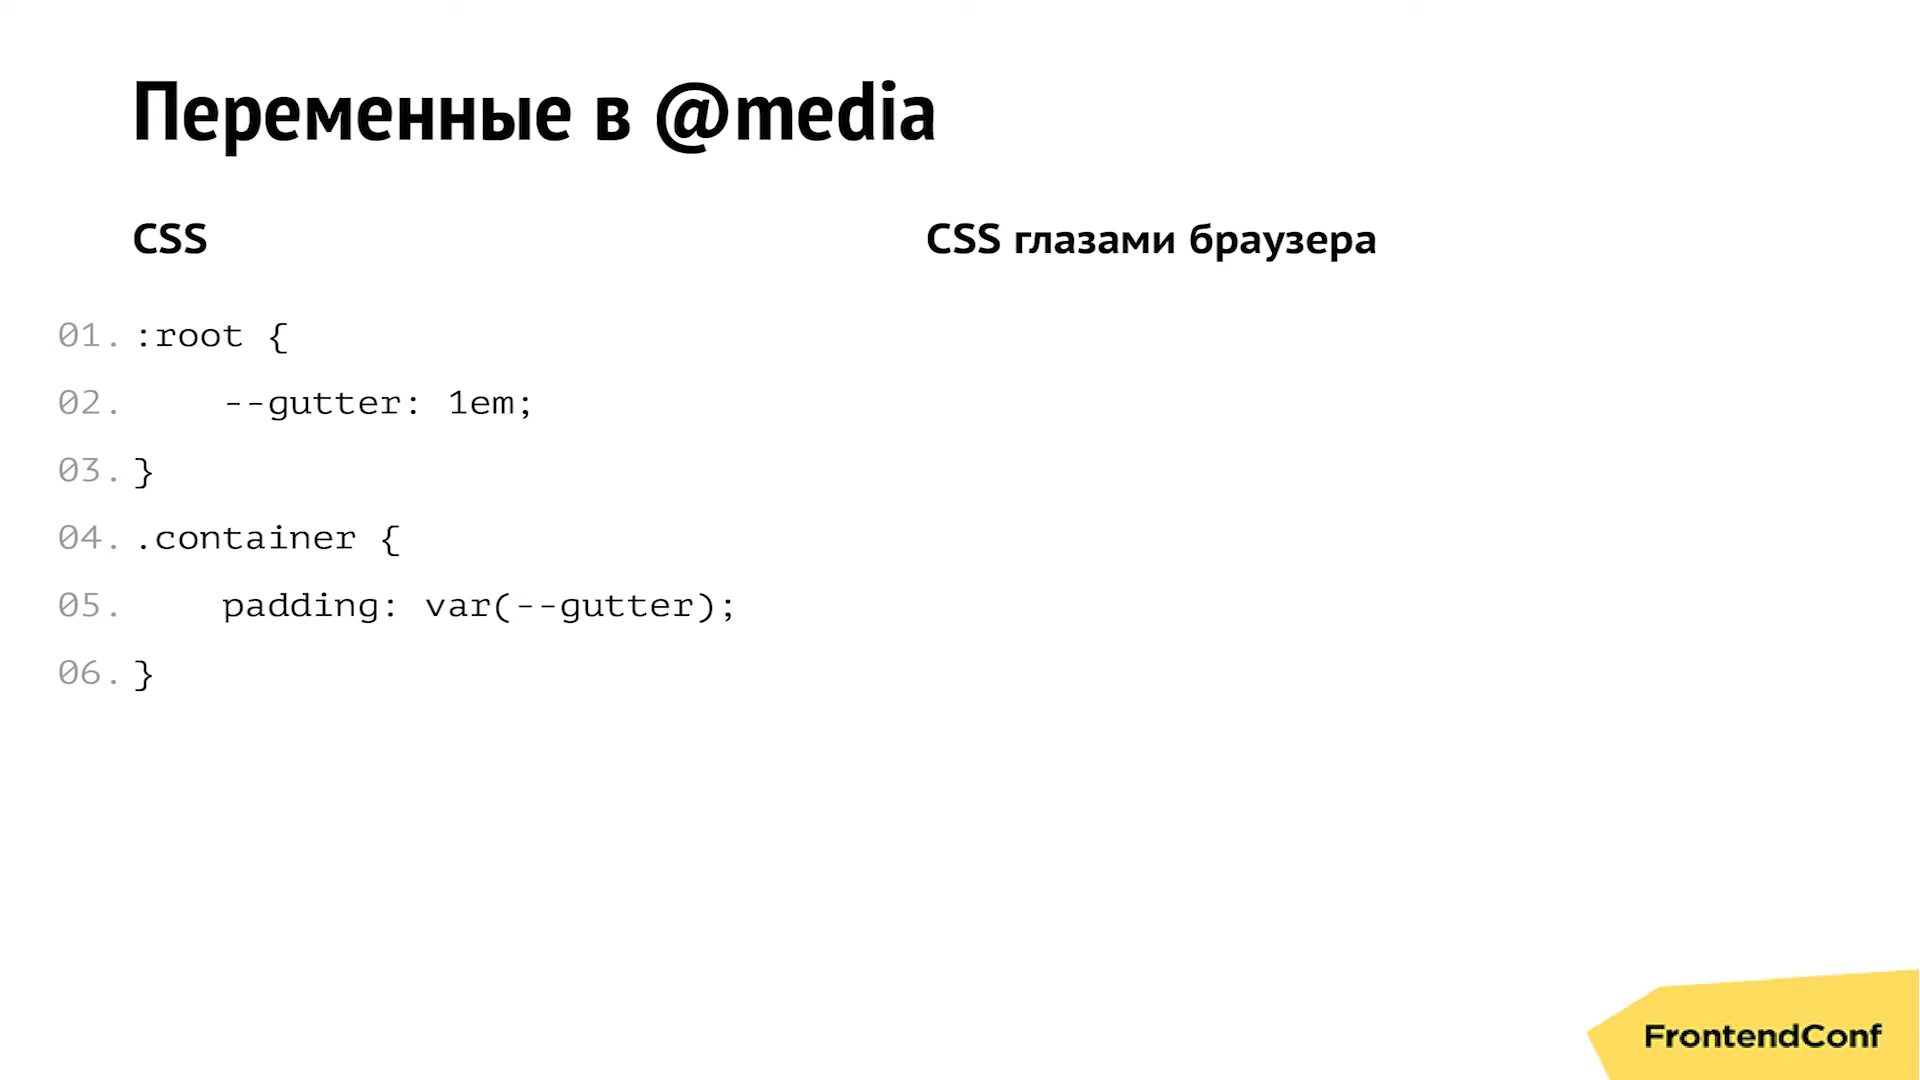 Переменные в @media
CSS
CSS глазами браузера
01. :root {
02.     --gutter: 1em;
03. }
04. .container {
05.     padding: var(--gutter);
06. }
FrontendConf